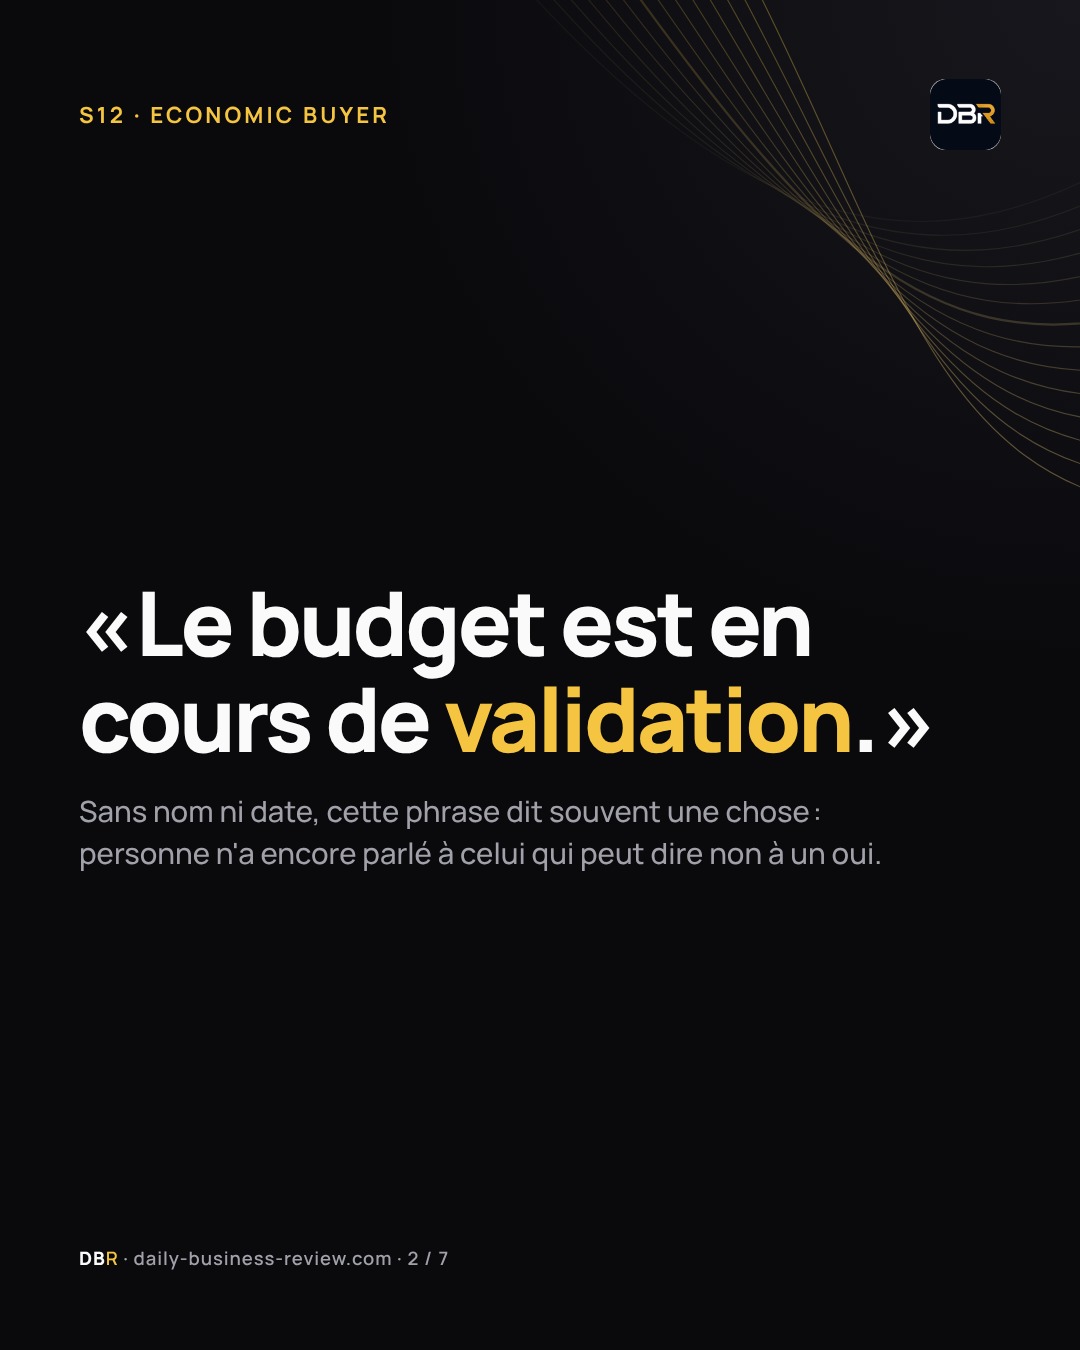 S12 · ECONOMIC BUYER
DBR
« Le budget est en
cours de validation. »
Sans nom ni date, cette phrase dit souvent une chose :
personne n'a encore parlé à celui qui peut dire non à un oui.
DBR · daily-business-review.com · 2 / 7